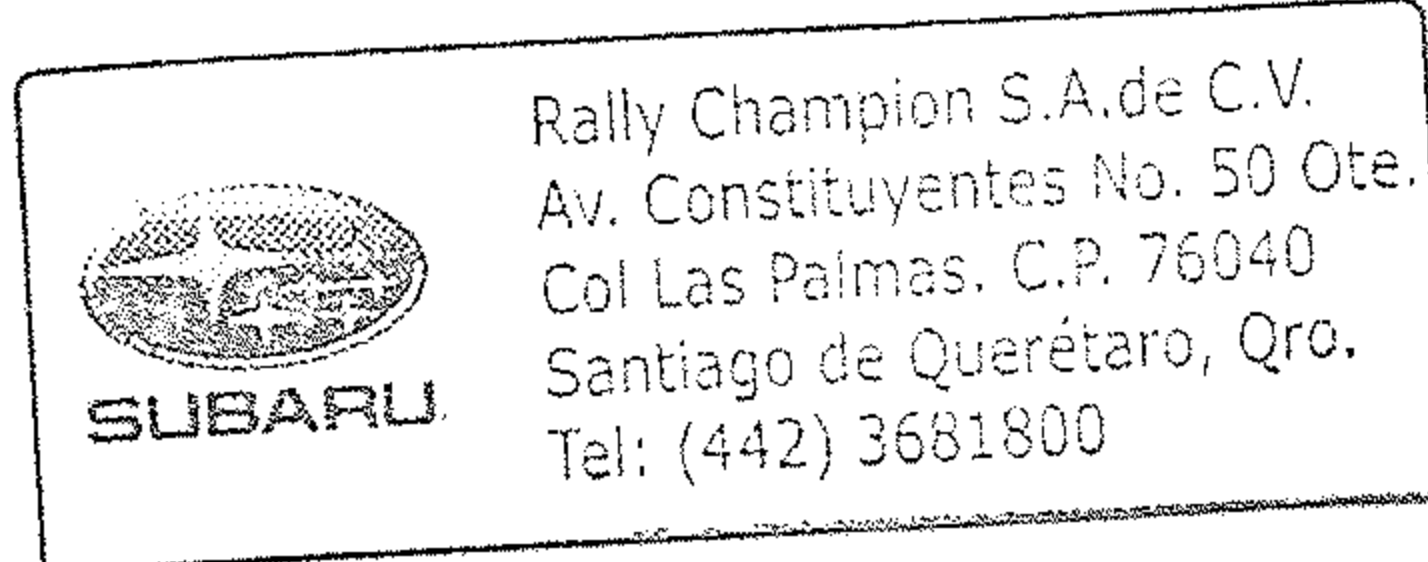 Rally Champion S.A.de C.V.
Av. Constituyentes No. 50 Ote.
Col Las Palmas. C.P. 76040
Santiago de Querétaro, Qro.
Tel: (442) 3681800
SUBARU